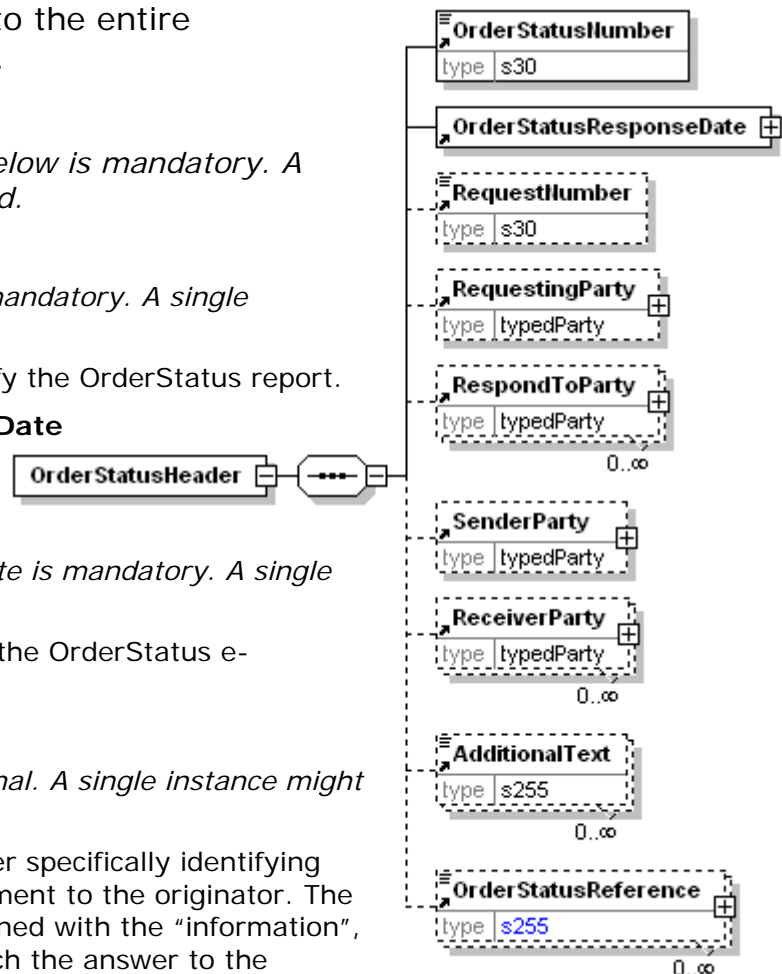 to the entire
.
elow is mandatory. A
d.
mandatory. A single
fy the OrderStatus report.
Date
te is mandatory. A single
the OrderStatus e-
nal. A single instance might
er specifically identifying
ment to the originator. The
ned with the “information”,
ch the answer to the
OrderStatusHeader
OrderStatusNumber
type s30
OrderStatusResponseDate
RequestNumber
type s30
RequestingParty
type typedParty
RespondToParty
type typedParty
0..∞
SenderParty
type typedParty
ReceiverParty
type typedParty
0..∞
AdditionalText
type s255
0..∞
OrderStatusReference
type s255
0..∞